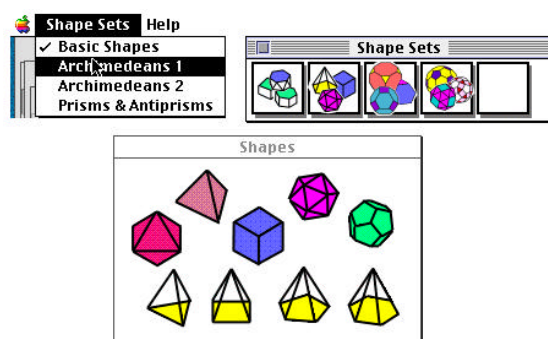 Shape Sets Help
✓ Basic Shapes
Archimedeans 1
Archimedeans 2
Prisms & Antiprisms
Shape Sets
Shapes